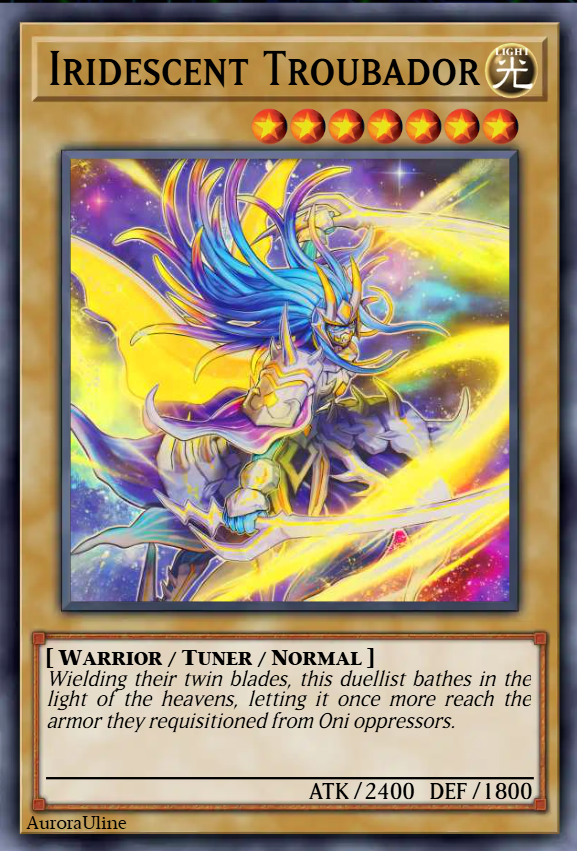 Iridescent Troubador
LIGHT
光
[ Warrior / Tuner / Normal ]
Wielding their twin blades, this duellist bathes in the
light of the heavens, letting it once more reach the
armor they requisitioned from Oni oppressors.
ATK/2400 DEF/1800
AuroraUline